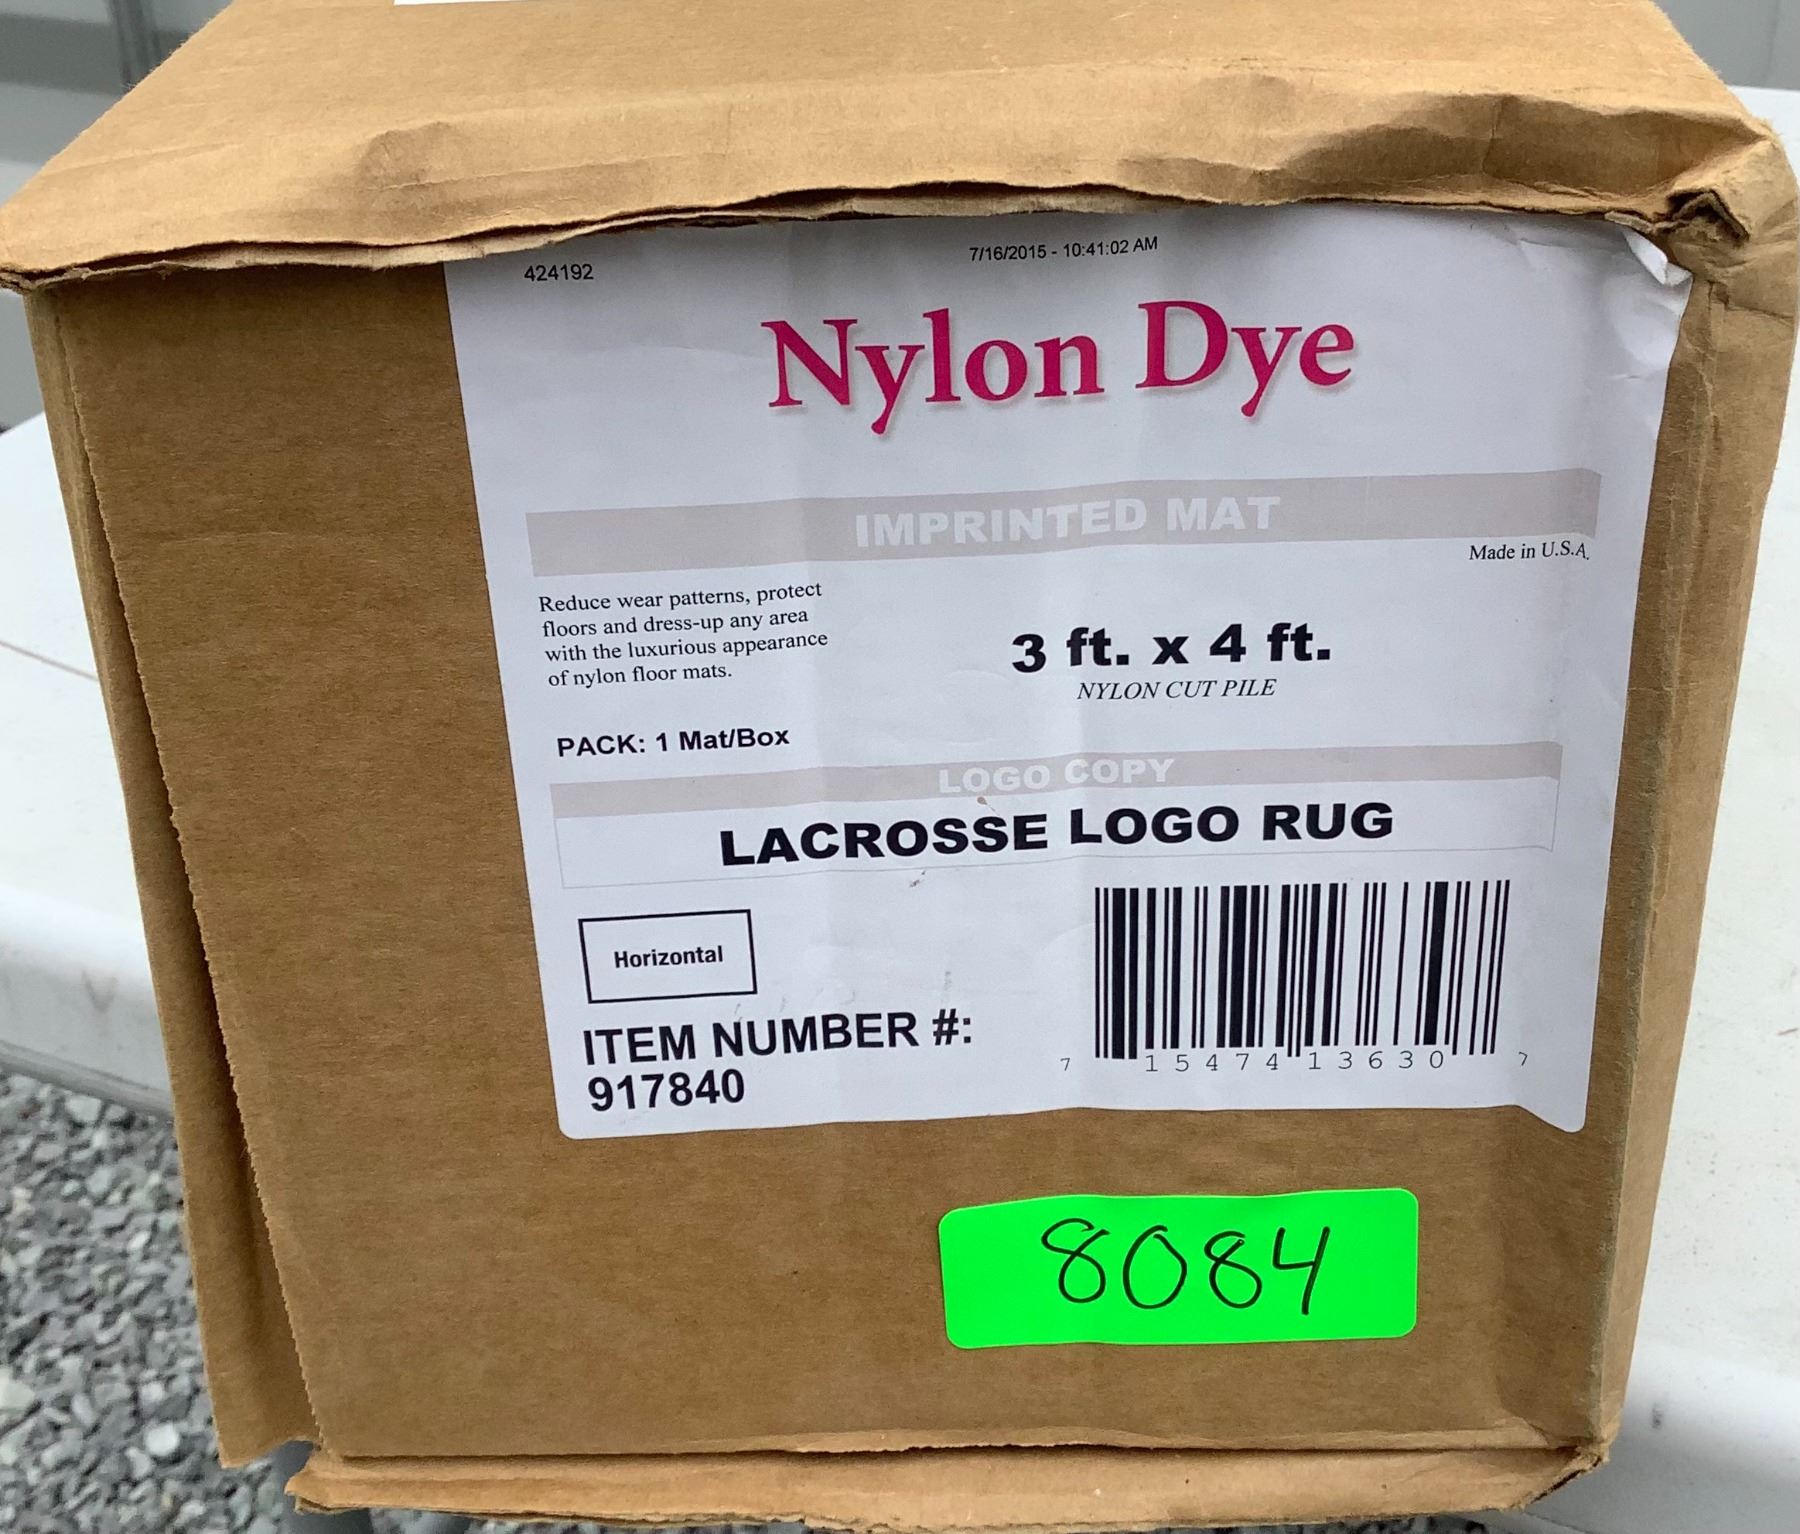 424192
7/16/2015 - 10:41:02 AM
Nylon Dye
IMPRINTED MAT
Made in U.S.A.
Reduce wear patterns, protect
floors and dress-up any area
with the luxurious appearance
of nylon floor mats.
3 ft. x 4 ft.
NYLON CUT PILE
PACK: 1 Mat/Box
LOGO COPY
LACROSSE LOGO RUG
Horizontal
ITEM NUMBER #:
917840
7 15474 13630 7
8084